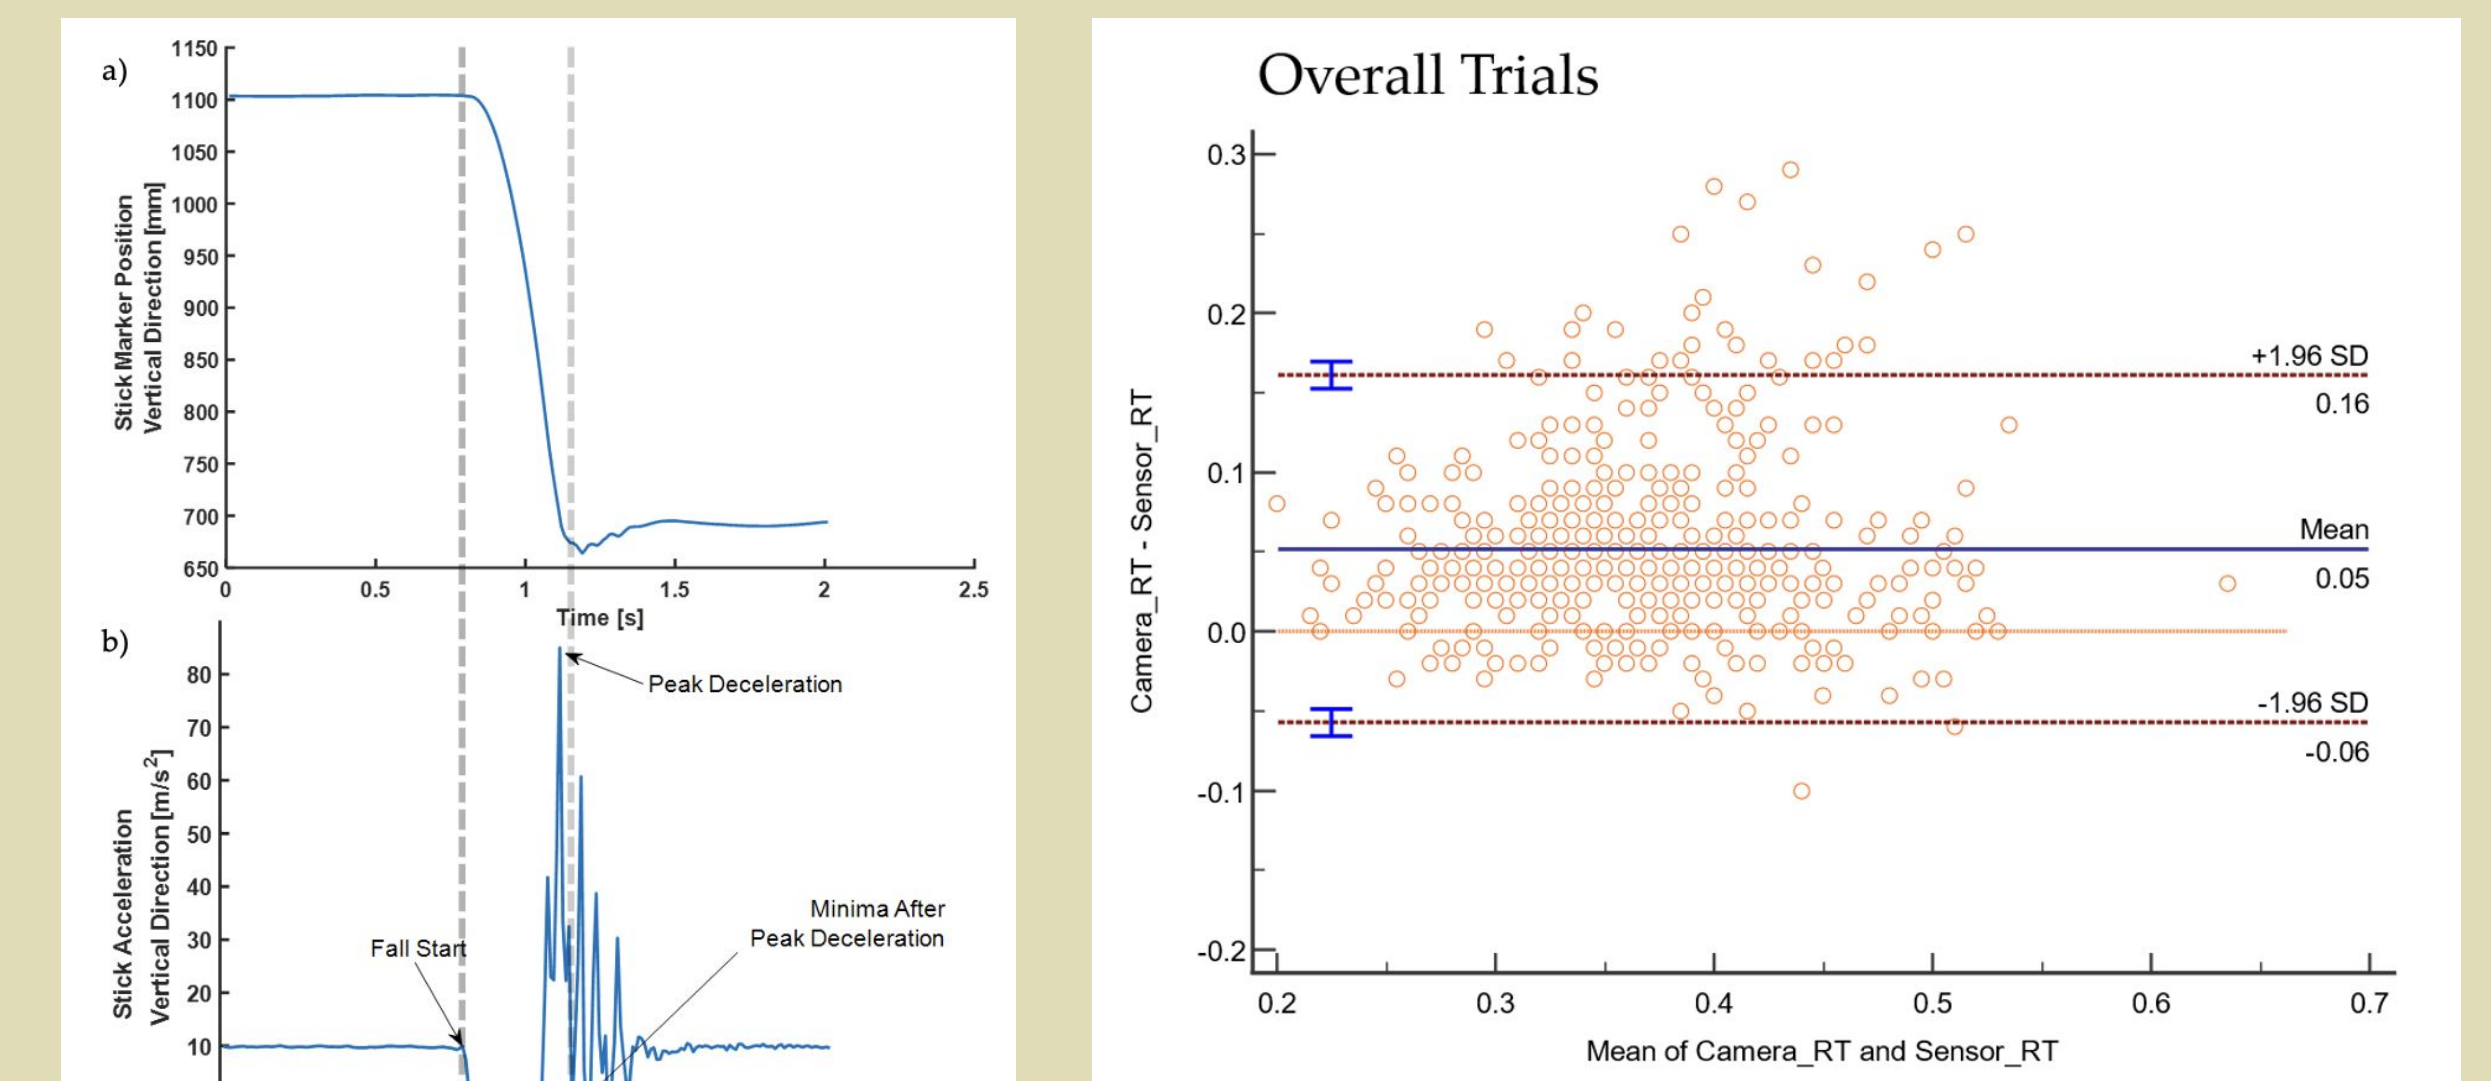 a)
1150
1100
1050
1000
950
900
850
800
750
700
650
Stick Marker Position
Vertical Direction [mm]
0 0.5 1 1.5 2 2.5
Time [s]
b)
80
70
60
50
40
30
20
10
Stick Acceleration
Vertical Direction [m/s²]
Peak Deceleration
Minima After
Peak Deceleration
Fall Start
Overall Trials
0.3
0.2
0.1
0.0
-0.1
-0.2
Camera_RT - Sensor_RT
+1.96 SD
0.16
Mean
0.05
-1.96 SD
-0.06
0.2 0.3 0.4 0.5 0.6 0.7
Mean of Camera_RT and Sensor_RT